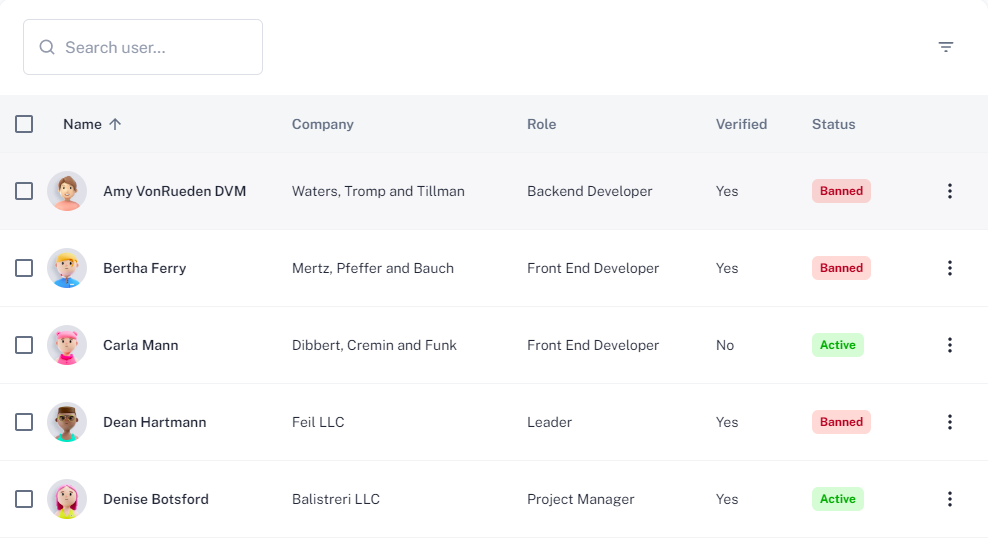 Search user...
Name Company Role Verified Status
Amy VonRueden DVM Waters, Tromp and Tillman Backend Developer Yes Banned
Bertha Ferry Mertz, Pfeffer and Bauch Front End Developer Yes Banned
Carla Mann Dibbert, Cremin and Funk Front End Developer No Active
Dean Hartmann Feil LLC Leader Yes Banned
Denise Botsford Balistreri LLC Project Manager Yes Active